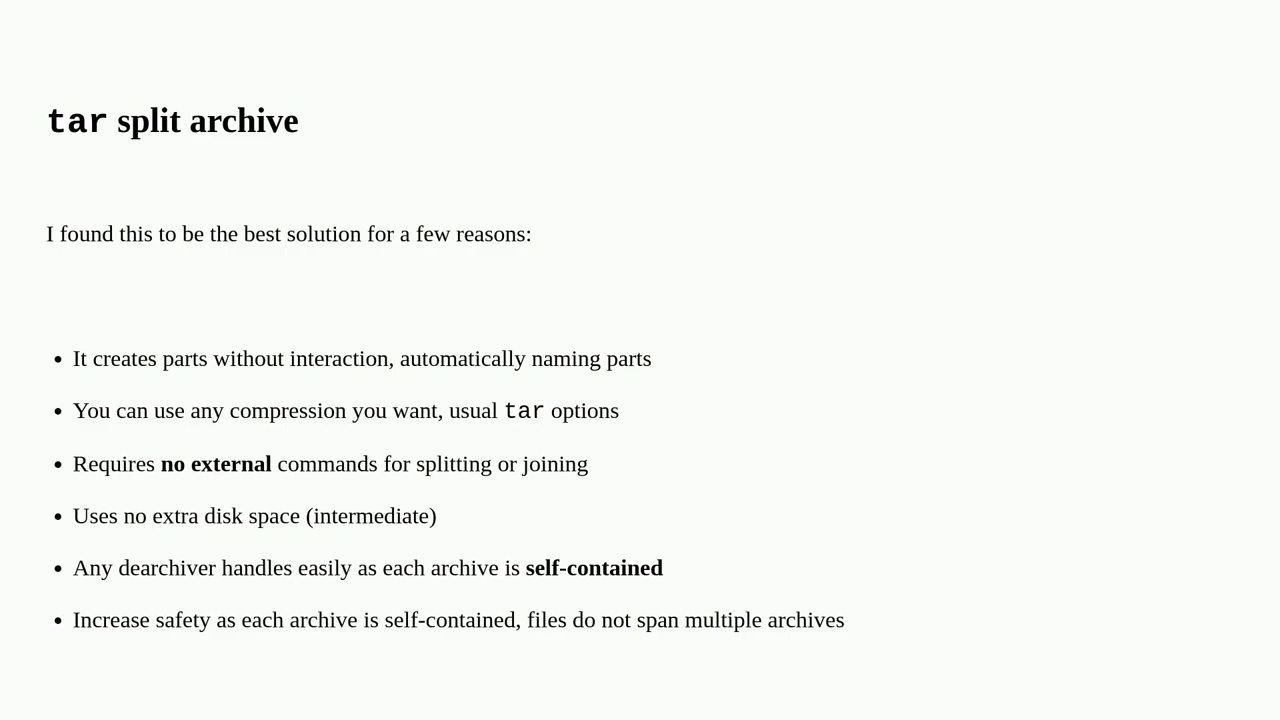 tar split archive
I found this to be the best solution for a few reasons:
• It creates parts without interaction, automatically naming parts
• You can use any compression you want, usual tar options
• Requires no external commands for splitting or joining
• Uses no extra disk space (intermediate)
• Any dearchiver handles easily as each archive is self-contained
• Increase safety as each archive is self-contained, files do not span multiple archives